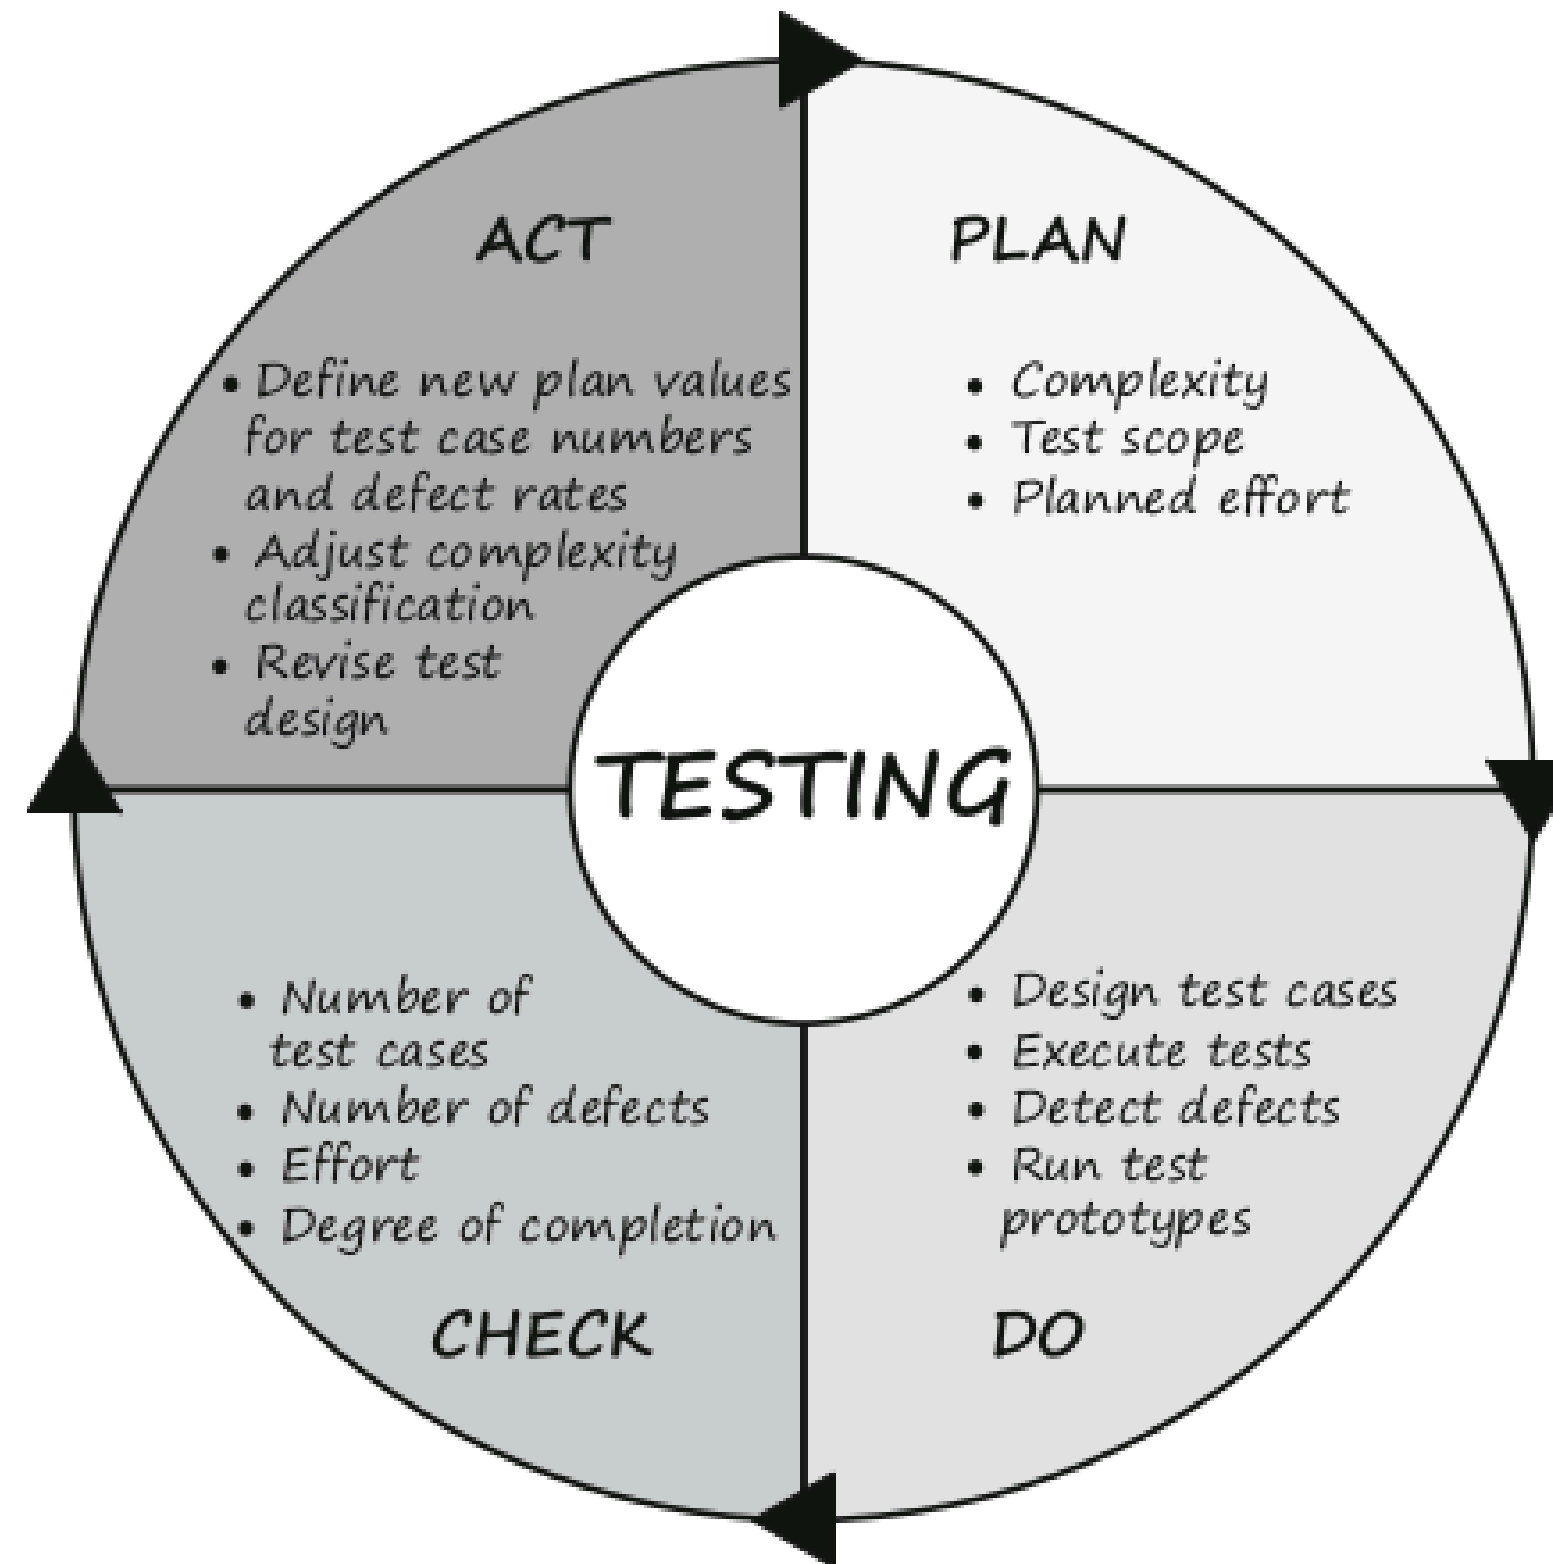 ACT
• Define new plan values
for test case numbers
and defect rates
• Adjust complexity
classification
• Revise test
design
PLAN
• Complexity
• Test scope
• Planned effort
TESTING
• Number of
test cases
• Number of defects
• Effort
• Degree of completion
CHECK
• Design test cases
• Execute tests
• Detect defects
• Run test
prototypes
DO